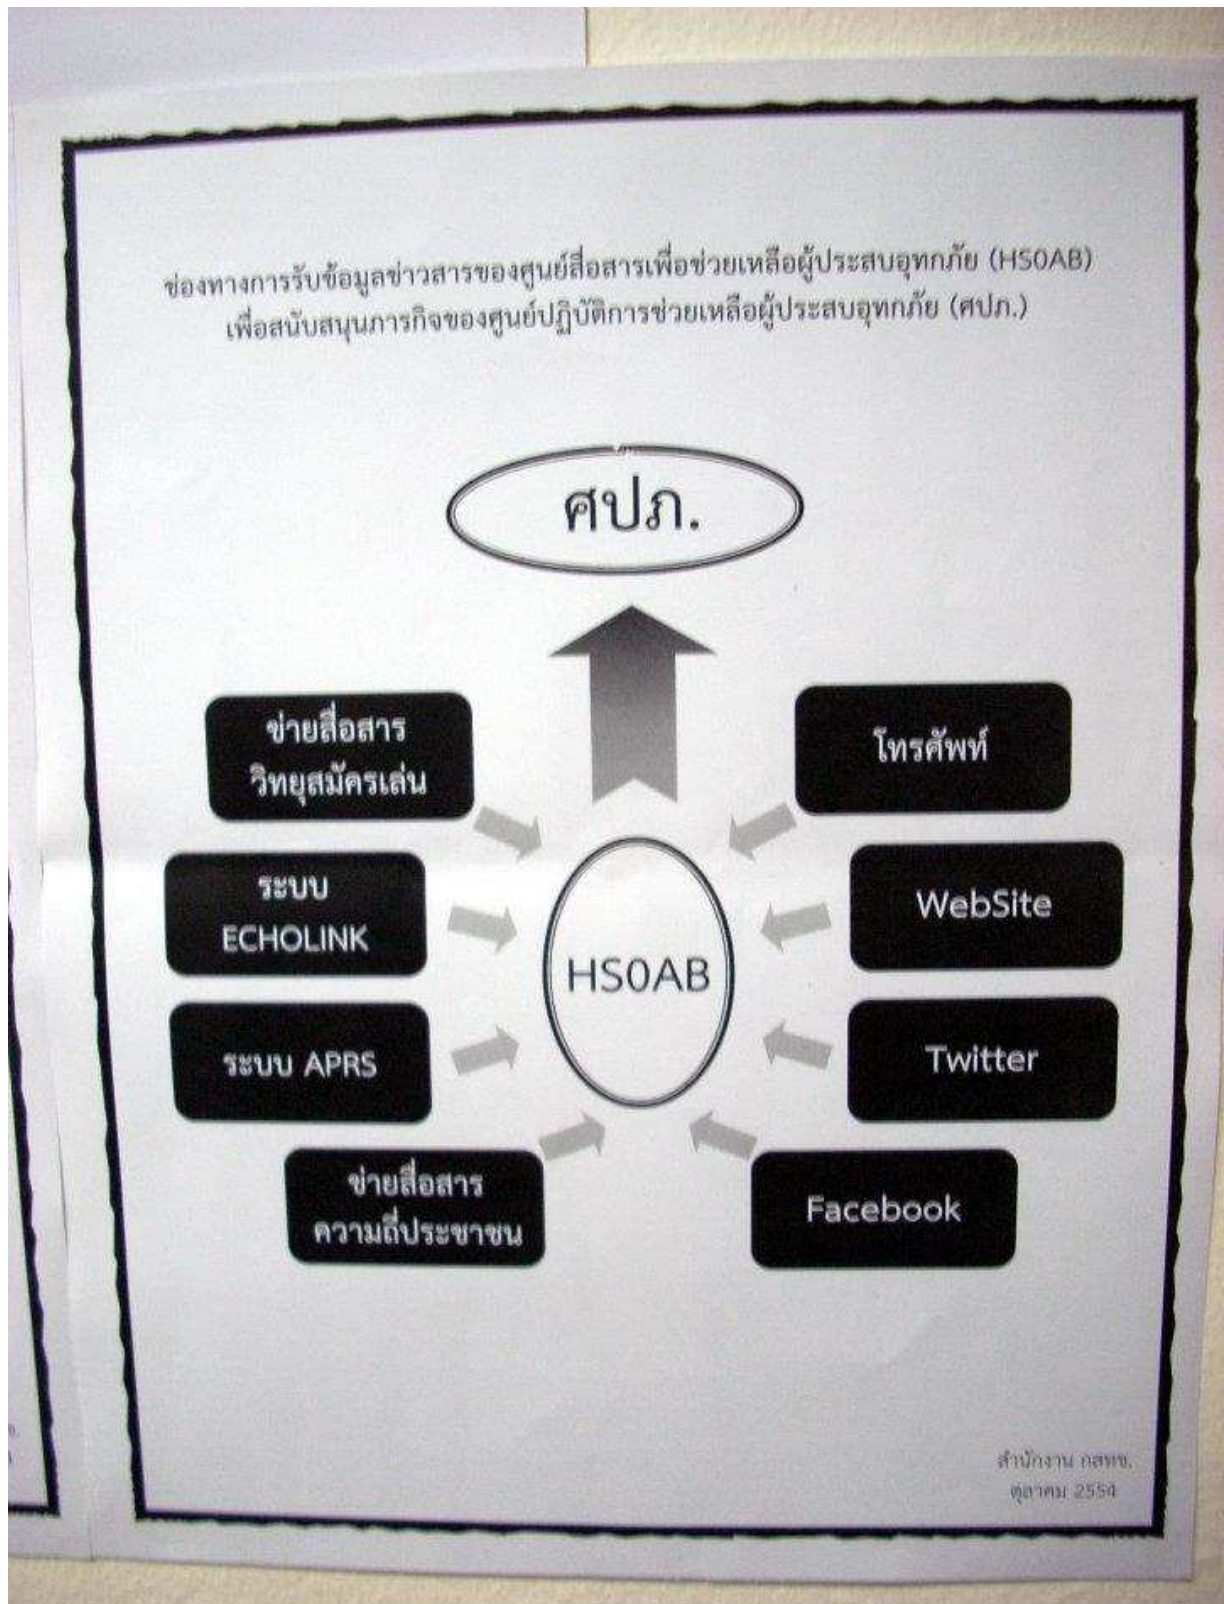 ช่องทางการรับข้อมูลข่าวสารของศูนย์สื่อสารเพื่อช่วยเหลือผู้ประสบอุทกภัย (HS0AB)
เพื่อสนับสนุนภารกิจของศูนย์ปฏิบัติการช่วยเหลือผู้ประสบอุทกภัย (ศปภ.)
ศปภ.
ข่ายสื่อสาร
วิทยุสมัครเล่น
โทรศัพท์
ระบบ
ECHOLINK
WebSite
HS0AB
ระบบ APRS
Twitter
ข่ายสื่อสาร
ความถี่ประชาชน
Facebook
สำนักงาน กสทช.
ตุลาคม 2554